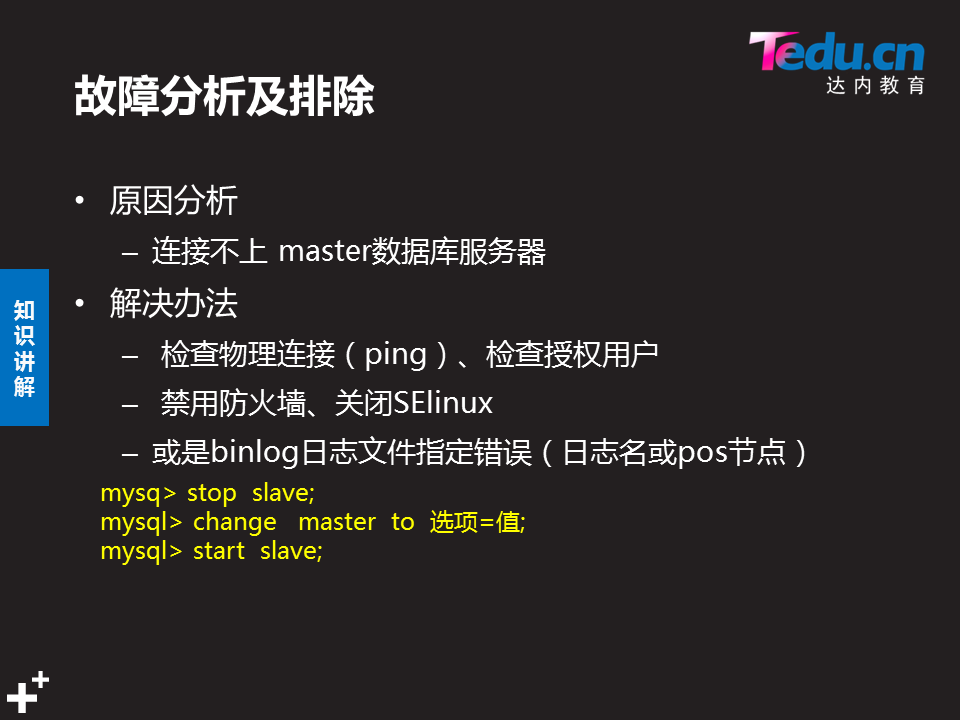 Tedu.cn
达内教育
故障分析及排除
• 原因分析
– 连接不上 master数据库服务器
• 解决办法
– 检查物理连接（ping）、检查授权用户
– 禁用防火墙、关闭SElinux
– 或是binlog日志文件指定错误（日志名或pos节点）
mysq> stop slave;
mysql> change master to 选项=值;
mysql> start slave;
知识讲解